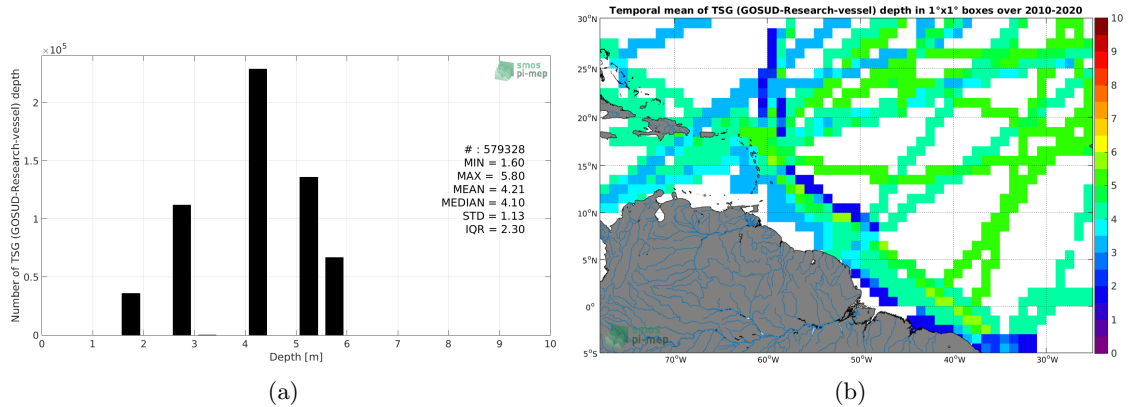 ×10⁵
2
1.5
1
0.5
0
Number of TSG (GOSUD-Research-vessel) depth
smos
pi-mep
# : 579328
MIN = 1.60
MAX = 5.80
MEAN = 4.21
MEDIAN = 4.10
STD = 1.13
IQR = 2.30
0 1 2 3 4 5 6 7 8 9 10
Depth [m]
(a)
Temporal mean of TSG (GOSUD-Research-vessel) depth in 1°x1° boxes over 2010-2020
30°N
25°N
20°N
15°N
10°N
5°N
0°
5°S
70°W 60°W 50°W 40°W 30°W
smos
pi-mep
10
9
8
7
6
5
4
3
2
1
0
(b)